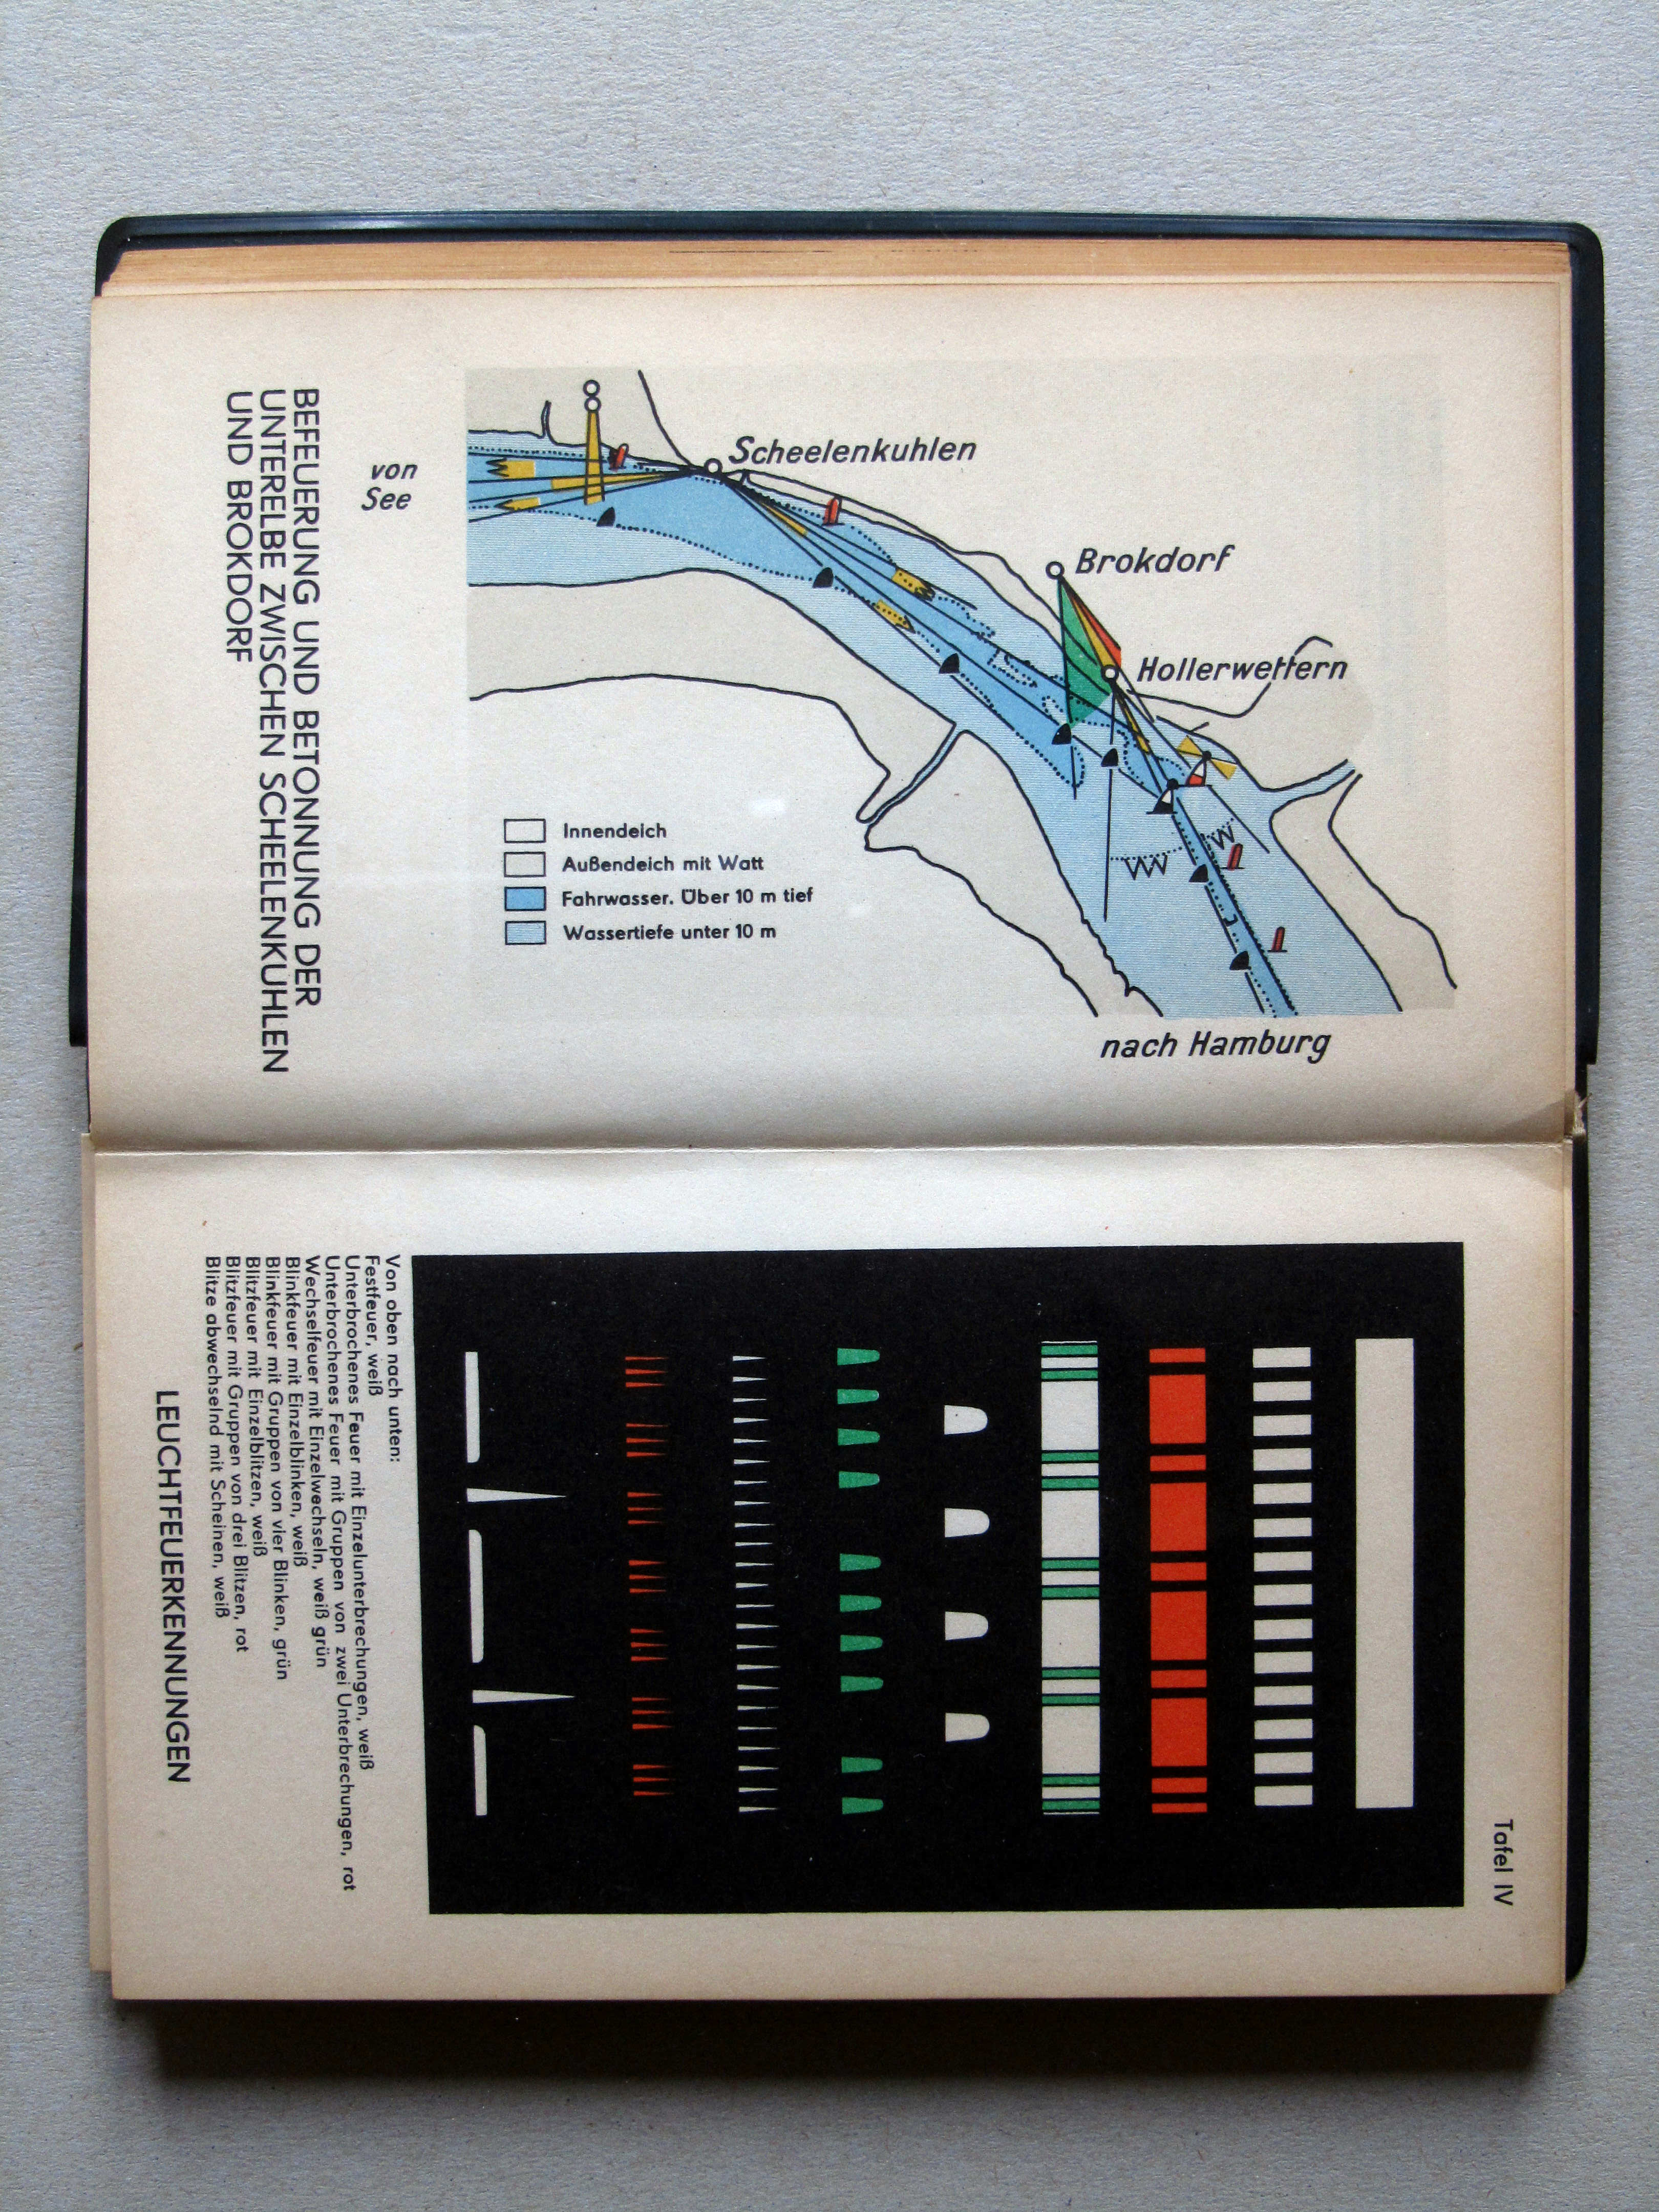 BEFEUERUNG UND BETONNUNG DER
UNTERELBE ZWISCHEN SCHEELENKUHLEN
UND BROKDORF
von
See
Scheelenkuhlen
Brokdorf
Hollerwettern
Innendeich
Außendeich mit Watt
Fahrwasser. Über 10 m tief
Wassertiefe unter 10 m
nach Hamburg
Tafel IV
Von oben nach unten:
Festfeuer, weiß
Unterbrochenes Feuer mit Einzelunterbrechungen, weiß
Unterbrochenes Feuer mit Gruppen von zwei Unterbrechungen, rot
Wechselfeuer mit Einzelwechseln, weiß grün
Blinkfeuer mit Einzelblinken, weiß
Blinkfeuer mit Gruppen von vier Blinken, grün
Blitzfeuer mit Einzelblitzen, weiß
Blitzfeuer mit Gruppen von drei Blitzen, rot
Blitze abwechselnd mit Scheinen, weiß
LEUCHTFEUERKENNUNGEN